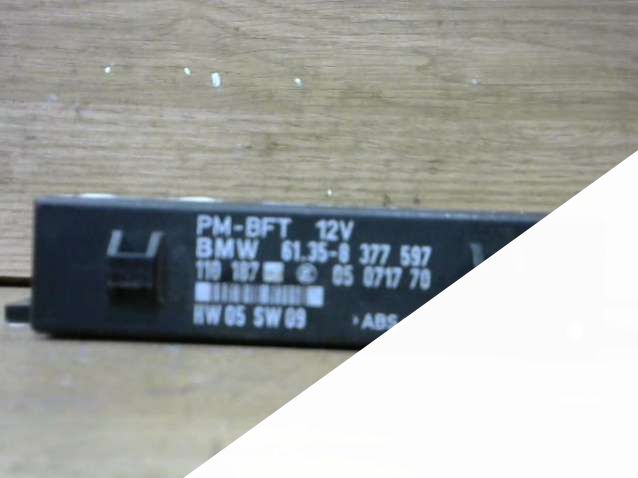 PM-BFT 12V
BMW 61.35-8 377 597
110 187 05 0717 70
HW 05 SW 09
>ABS